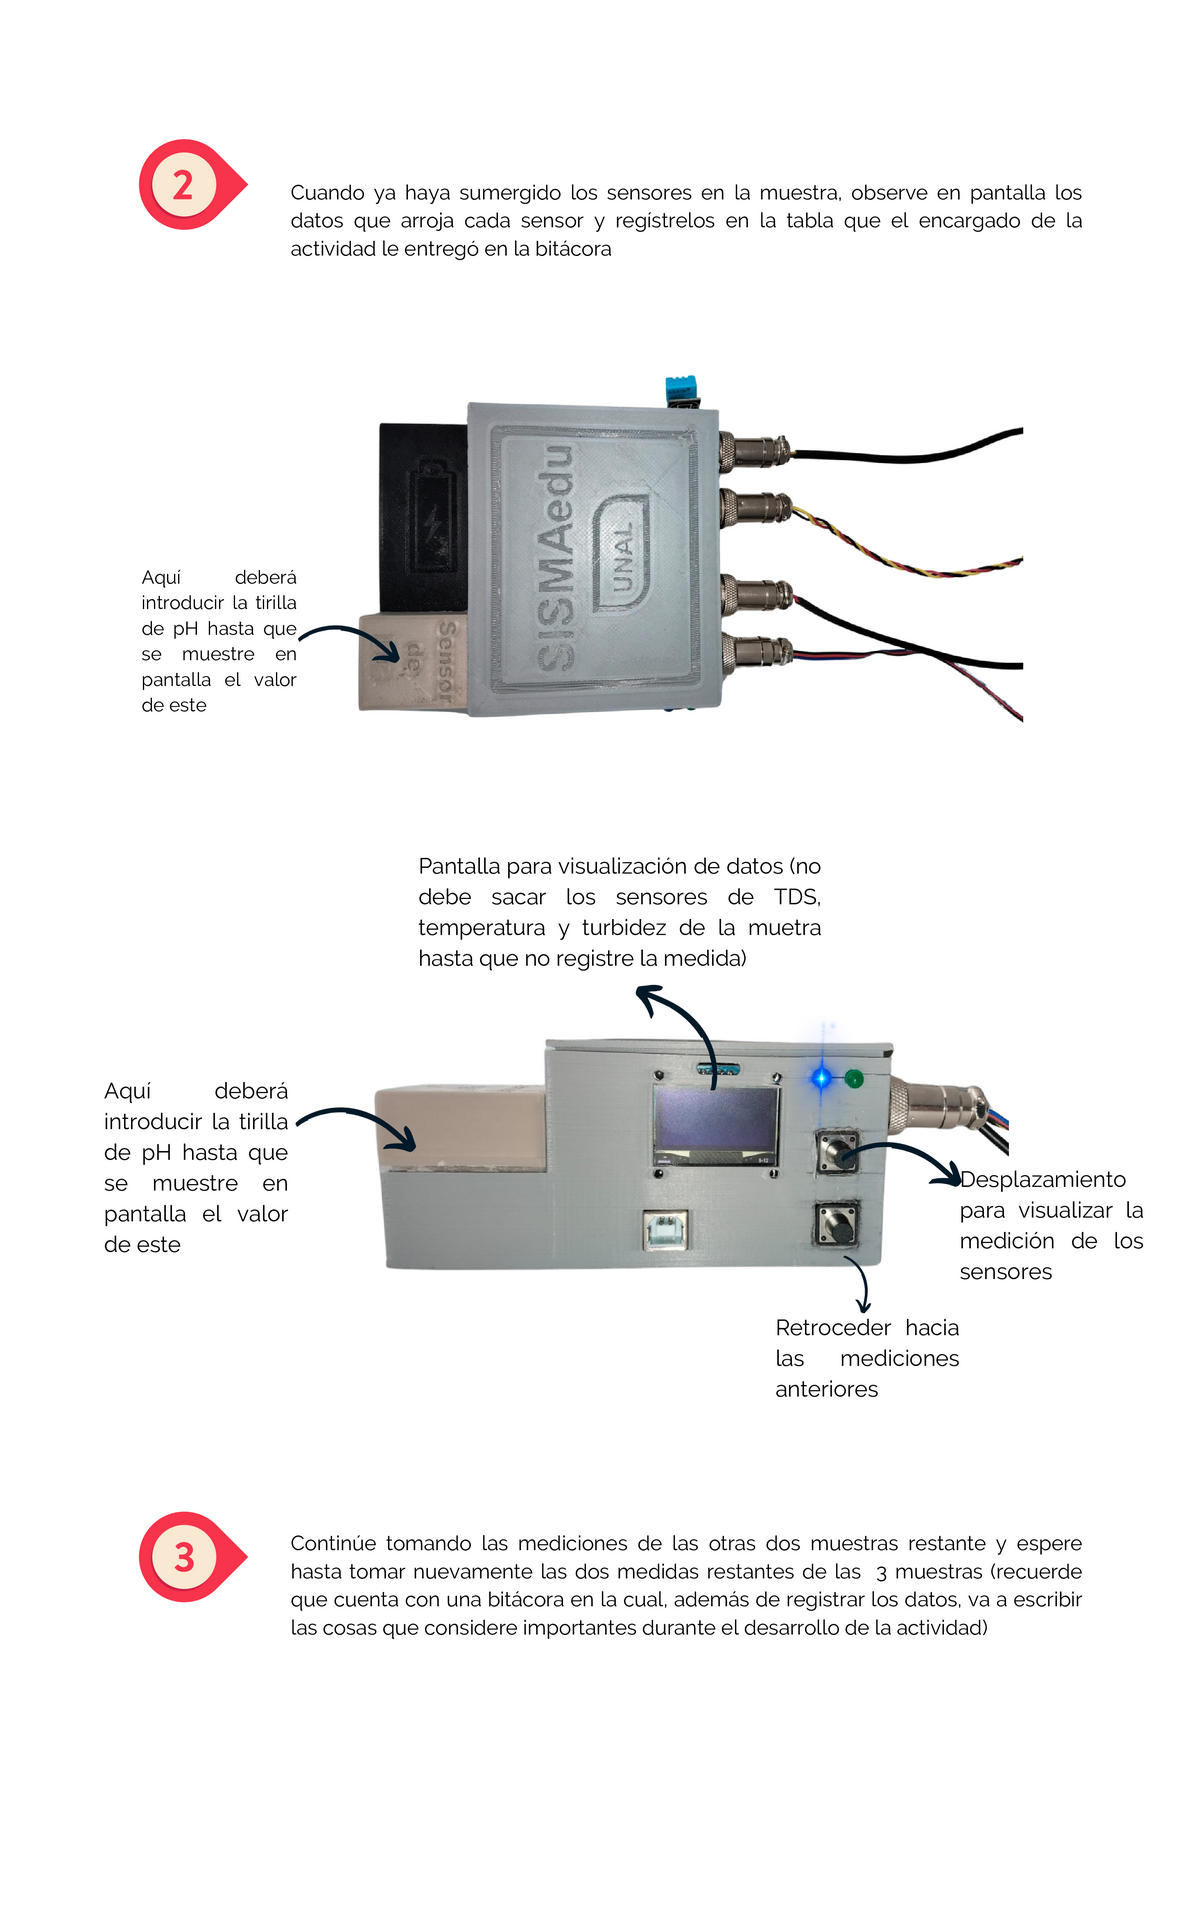 2
Cuando ya haya sumergido los sensores en la muestra, observe en pantalla los
datos que arroja cada sensor y regístrelos en la tabla que el encargado de la
actividad le entregó en la bitácora
SISMAedu
UNAL
Sensor
de
Aquí deberá
introducir la tirilla
de pH hasta que
se muestre en
pantalla el valor
de este
Pantalla para visualización de datos (no
debe sacar los sensores de TDS,
temperatura y turbidez de la muetra
hasta que no registre la medida)
Aquí deberá
introducir la tirilla
de pH hasta que
se muestre en
pantalla el valor
de este
Desplazamiento
para visualizar la
medición de los
sensores
Retroceder hacia
las mediciones
anteriores
3
Continúe tomando las mediciones de las otras dos muestras restante y espere
hasta tomar nuevamente las dos medidas restantes de las 3 muestras (recuerde
que cuenta con una bitácora en la cual, además de registrar los datos, va a escribir
las cosas que considere importantes durante el desarrollo de la actividad)